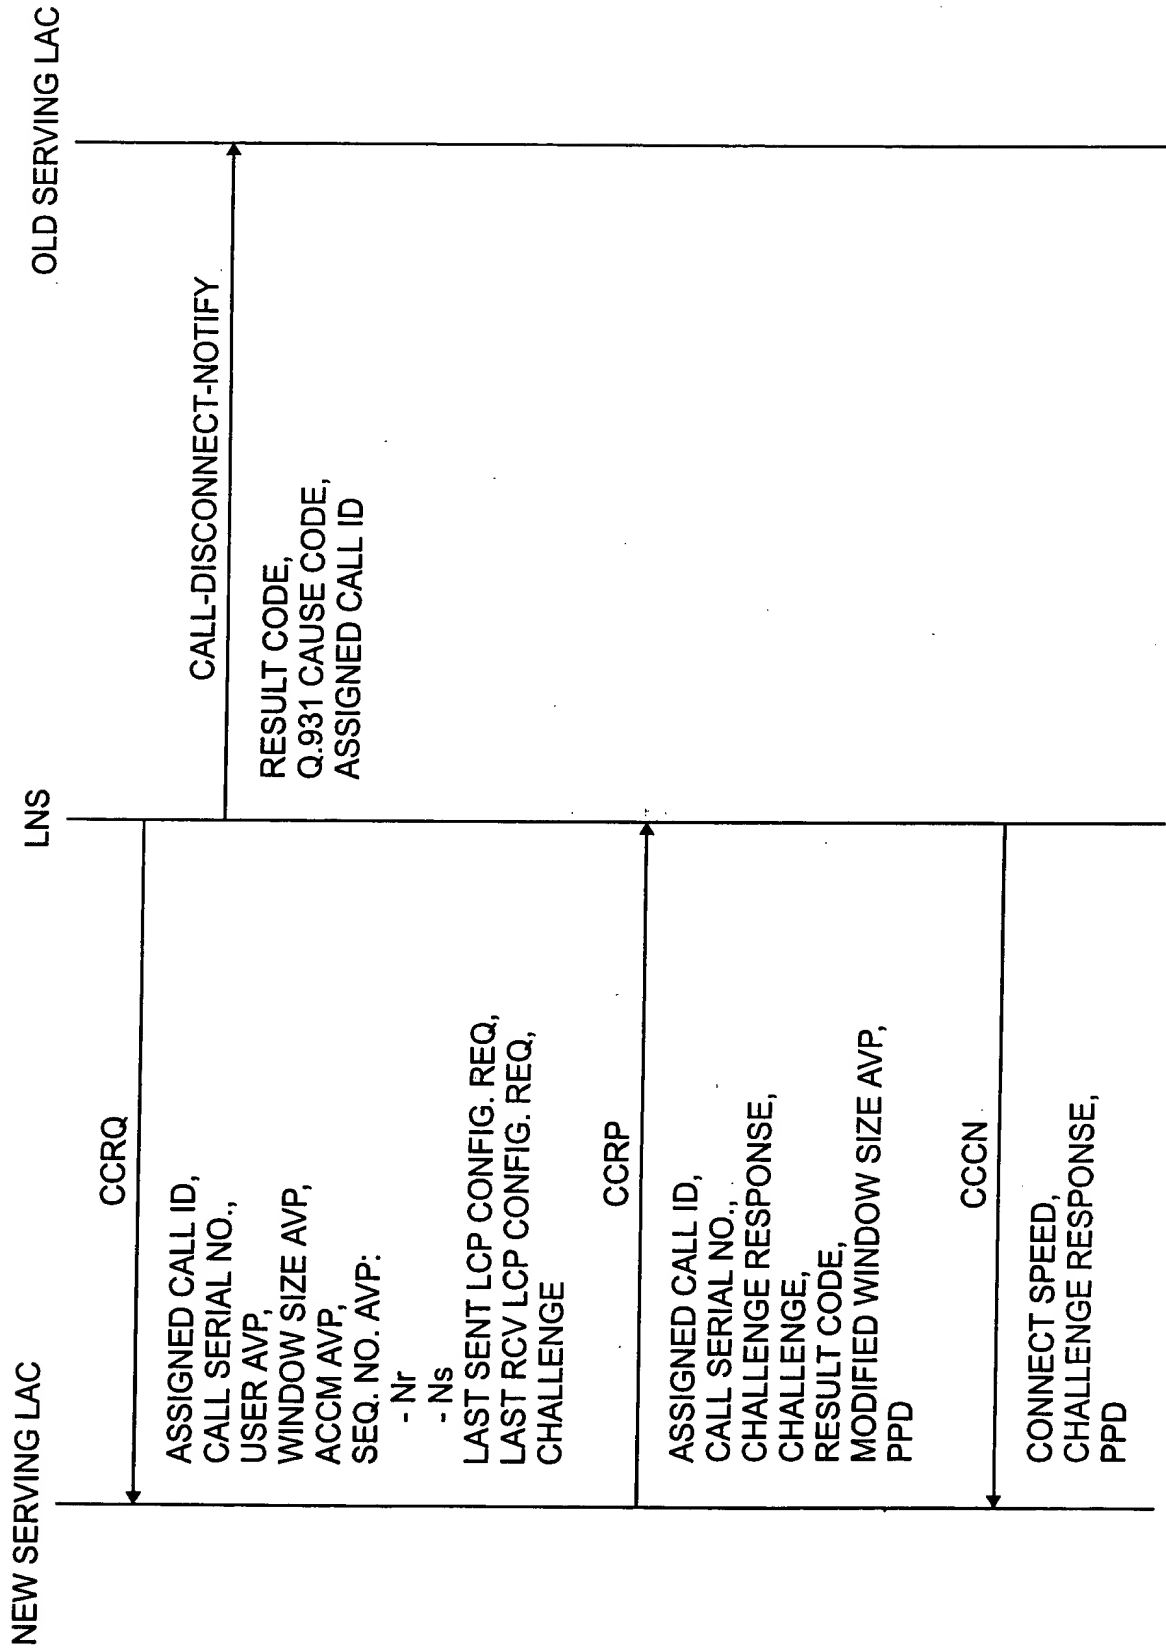 NEW SERVING LAC
LNS
OLD SERVING LAC
CCRQ
ASSIGNED CALL ID,
CALL SERIAL NO.,
USER AVP,
WINDOW SIZE AVP,
ACCM AVP,
SEQ. NO. AVP:
- Nr
- Ns
LAST SENT LCP CONFIG. REQ,
LAST RCV LCP CONFIG. REQ,
CHALLENGE
CALL-DISCONNECT-NOTIFY
RESULT CODE,
Q.931 CAUSE CODE,
ASSIGNED CALL ID
CCRP
ASSIGNED CALL ID,
CALL SERIAL NO.,
CHALLENGE RESPONSE,
CHALLENGE,
RESULT CODE,
MODIFIED WINDOW SIZE AVP,
PPD
CCCN
CONNECT SPEED,
CHALLENGE RESPONSE,
PPD